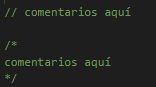 // comentarios aquí
/*
comentarios aquí
*/